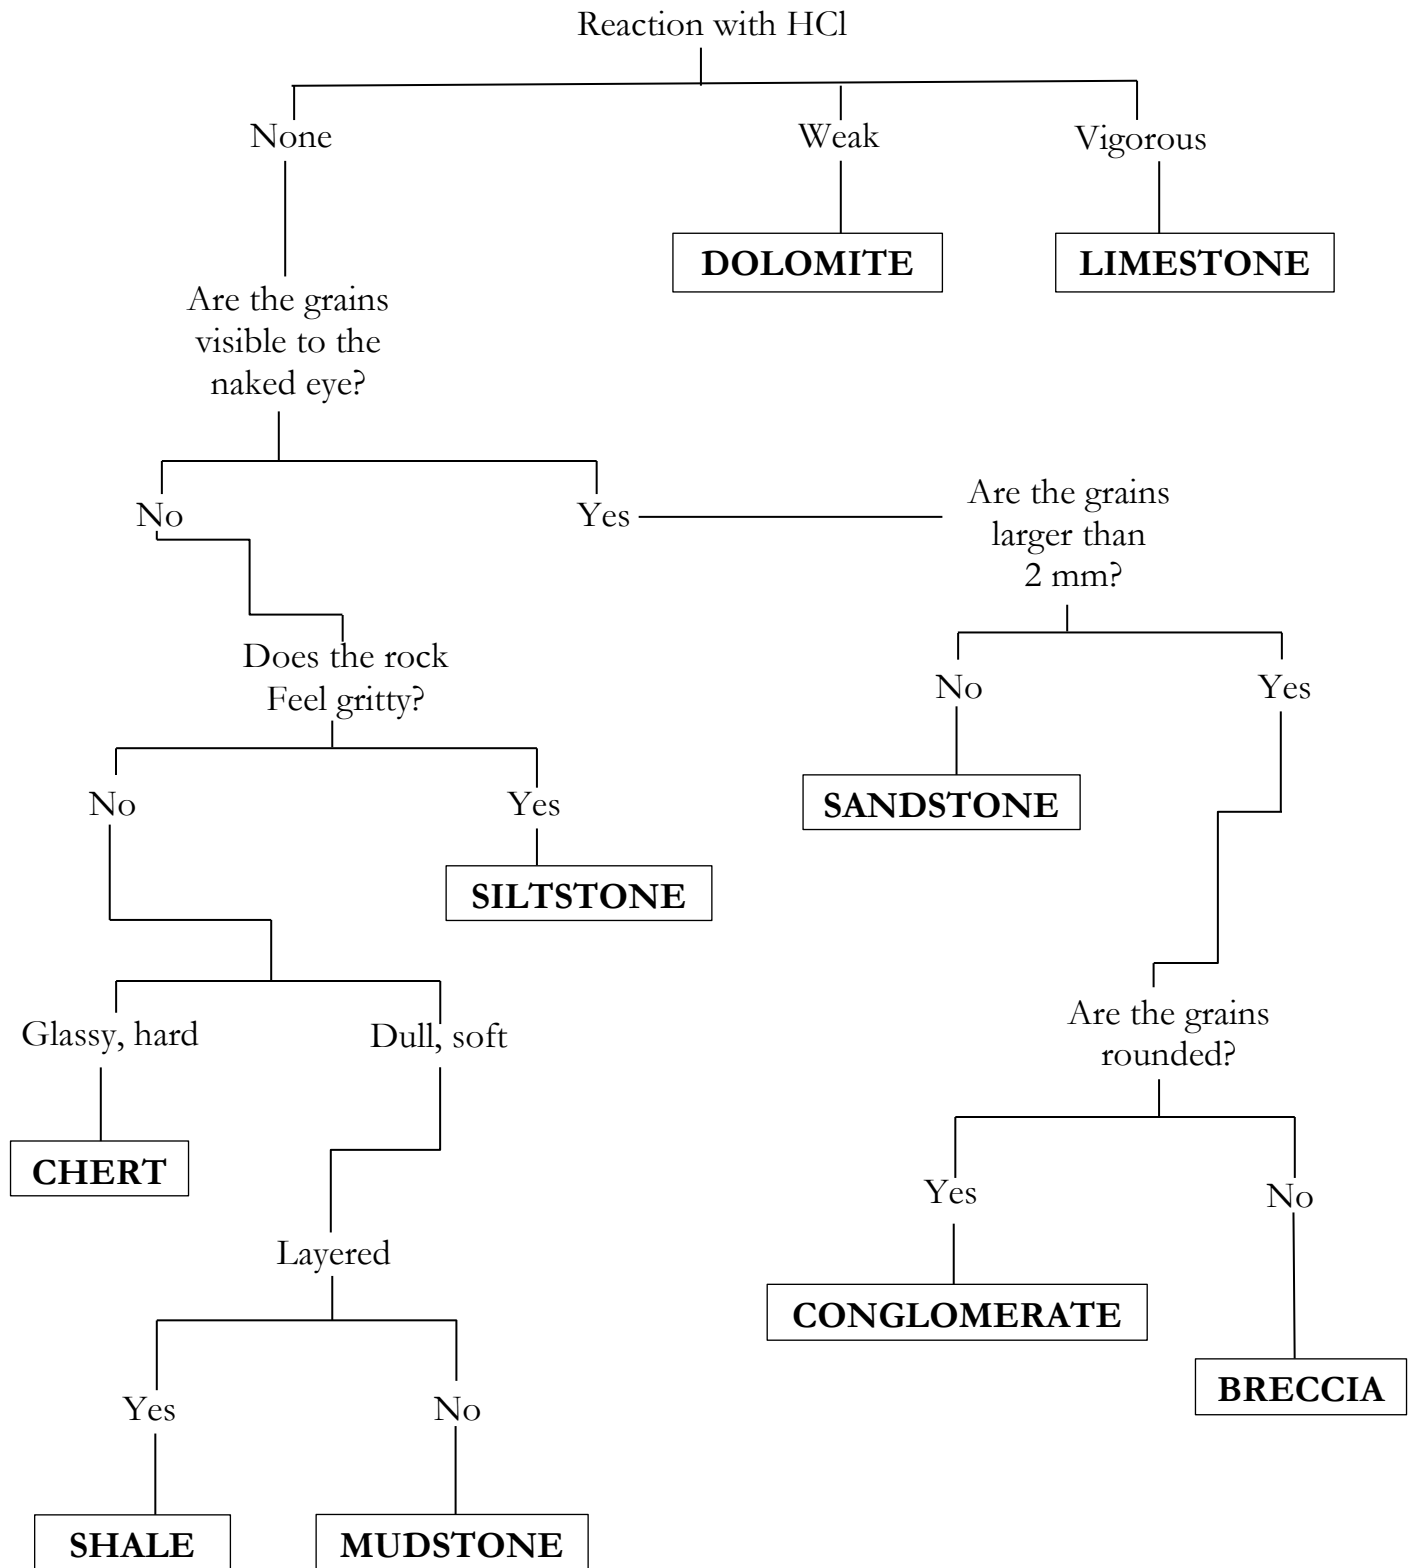 Reaction with HCl
None
Weak
Vigorous
DOLOMITE
LIMESTONE
Are the grains
visible to the
naked eye?
No
Yes
Are the grains
larger than
2 mm?
Does the rock
Feel gritty?
No
Yes
No
Yes
SANDSTONE
SILTSTONE
Glassy, hard
Dull, soft
Are the grains
rounded?
CHERT
Yes
No
Layered
CONGLOMERATE
BRECCIA
Yes
No
SHALE
MUDSTONE